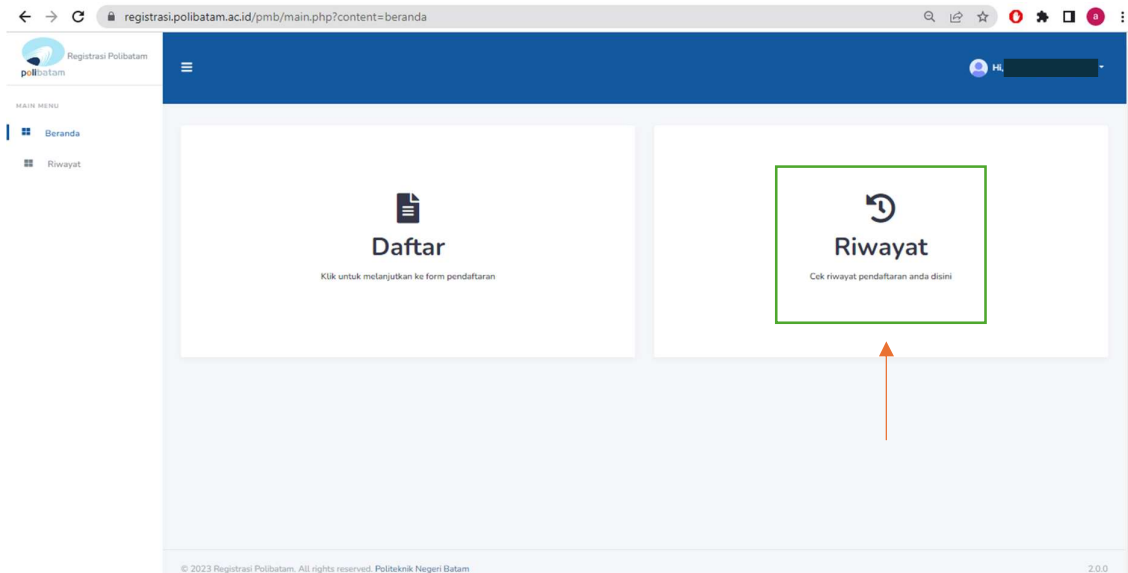 registrasi.polibatam.ac.id/pmb/main.php?content=beranda
a
Registrasi Polibatam
polibatam
Hi,
MAIN MENU
Beranda
Riwayat
Daftar
Klik untuk melanjutkan ke form pendaftaran
Riwayat
Cek riwayat pendaftaran anda disini
© 2023 Registrasi Polibatam. All rights reserved. Politeknik Negeri Batam
2.0.0